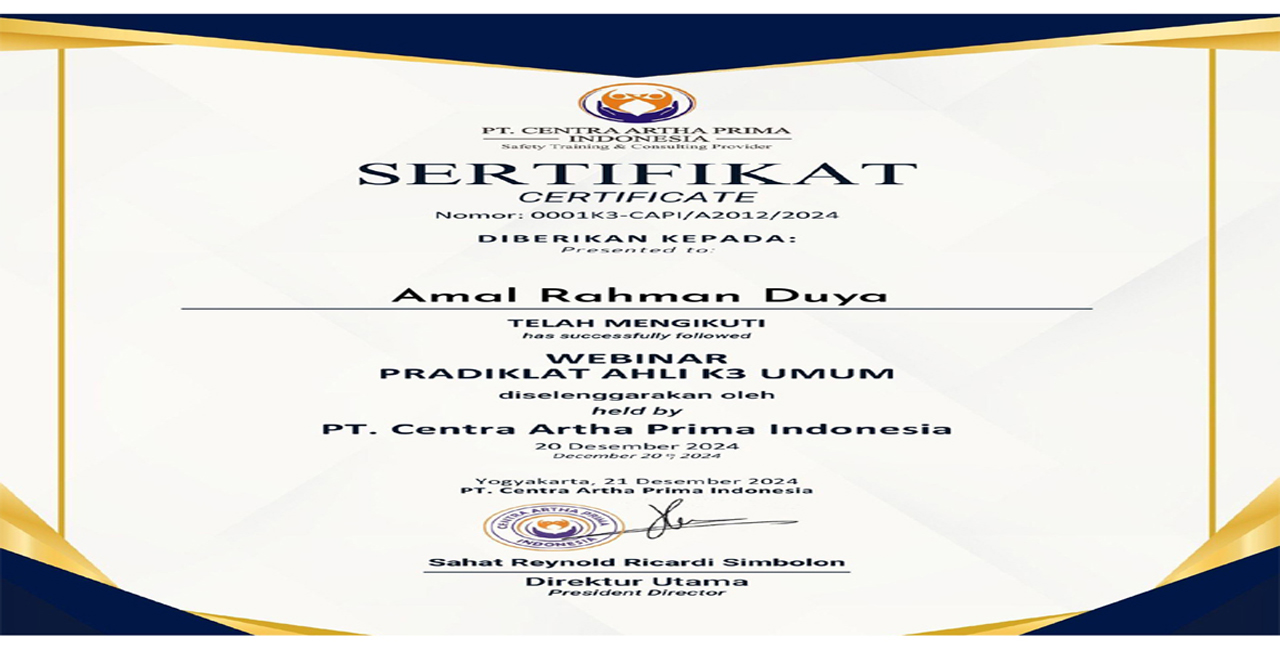 PT. CENTRA ARTHA PRIMA
INDONESIA
Safety Training & Consulting Provider
SERTIFIKAT
CERTIFICATE
Nomor: 0001K3-CAPI/A2012/2024
DIBERIKAN KEPADA:
Presented to:
Amal Rahman Duya
TELAH MENGIKUTI
has successfully followed
WEBINAR
PRADIKLAT AHLI K3 UMUM
diselenggarakan oleh
held by
PT. Centra Artha Prima Indonesia
20 Desember 2024
December 20th, 2024
Yogyakarta, 21 Desember 2024
PT. Centra Artha Prima Indonesia
CENTRA ARTHA PRIMA
INDONESIA
Sahat Reynold Ricardi Simbolon
Direktur Utama
President Director